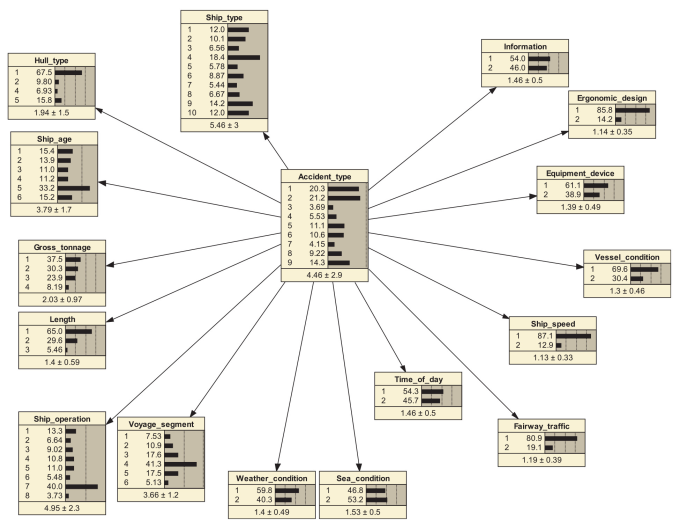 Ship_type
1 12.0
2 10.1
3 6.56
4 18.4
5 5.78
6 8.87
7 5.44
8 6.67
9 14.2
10 12.0
5.46 ± 3
Information
1 54.0
2 46.0
1.46 ± 0.5
Hull_type
1 67.5
2 9.80
4 6.93
5 15.8
1.94 ± 1.5
Ergonomic_design
1 85.8
2 14.2
1.14 ± 0.35
Ship_age
1 15.4
2 13.9
3 11.0
4 11.2
5 33.2
6 15.2
3.79 ± 1.7
Accident_type
1 20.3
2 21.2
3 3.69
4 5.53
5 11.1
6 10.6
7 4.15
8 9.22
9 14.3
4.46 ± 2.9
Equipment_device
1 61.1
2 38.9
1.39 ± 0.49
Gross_tonnage
1 37.5
2 30.3
3 23.9
4 8.19
2.03 ± 0.97
Vessel_condition
1 69.6
2 30.4
1.3 ± 0.46
Length
1 65.0
2 29.6
3 5.46
1.4 ± 0.59
Ship_speed
1 87.1
2 12.9
1.13 ± 0.33
Time_of_day
1 54.3
2 45.7
1.46 ± 0.5
Ship_operation
1 13.3
2 6.64
3 9.02
4 10.8
5 11.0
6 5.48
7 40.0
8 3.73
4.95 ± 2.3
Voyage_segment
1 7.53
2 10.9
3 17.6
4 41.3
5 17.5
6 5.13
3.66 ± 1.2
Fairway_traffic
1 80.9
2 19.1
1.19 ± 0.39
Weather_condition
1 59.8
2 40.3
1.4 ± 0.49
Sea_condition
1 46.8
2 53.2
1.53 ± 0.5